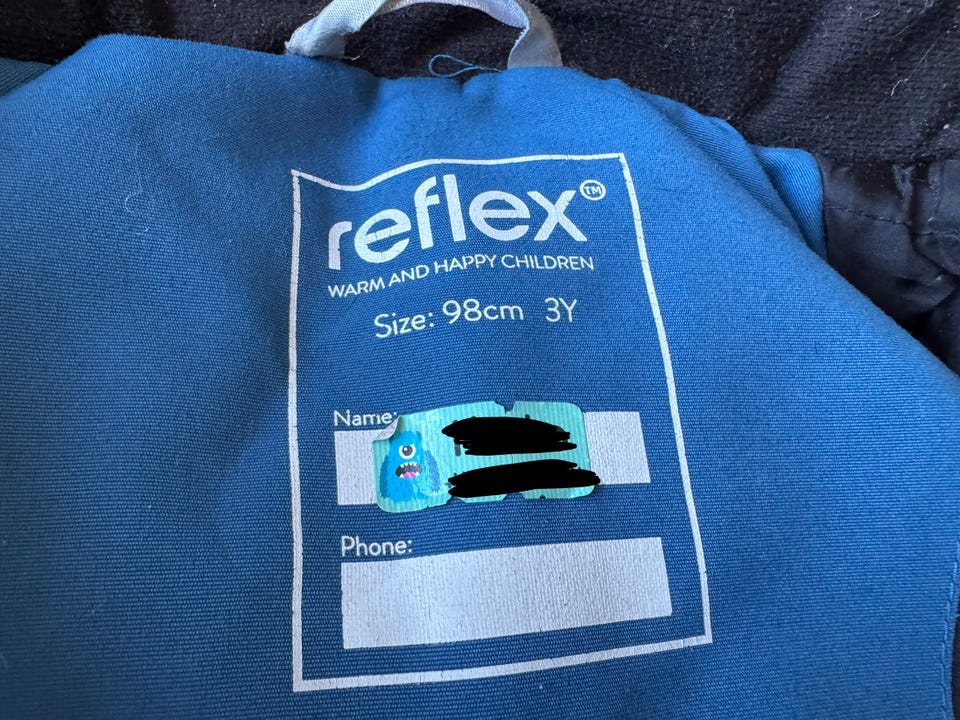 reflex™
WARM AND HAPPY CHILDREN
Size: 98cm 3Y
Name:
Phone: